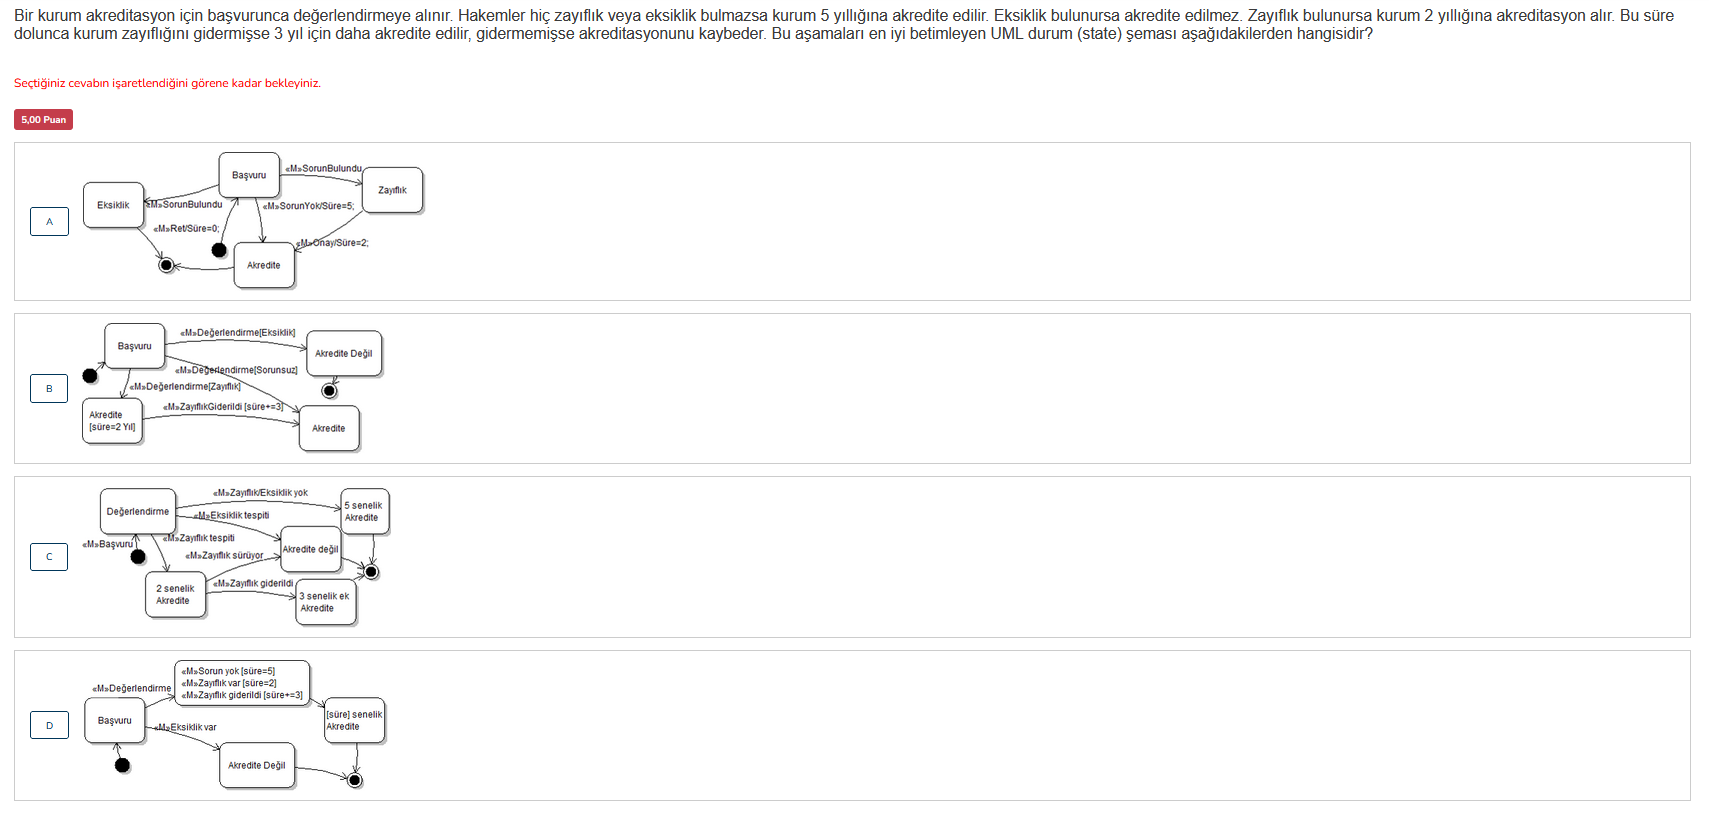 Bir kurum akreditasyon için başvurunca değerlendirmeye alınır. Hakemler hiç zayıflık veya eksiklik bulmazsa kurum 5 yıllığına akredite edilir. Eksiklik bulunursa akredite edilmez. Zayıflık bulunursa kurum 2 yıllığına akreditasyon alır. Bu süre
dolunca kurum zayıflığını gidermişse 3 yıl için daha akredite edilir, gidermemişse akreditasyonunu kaybeder. Bu aşamaları en iyi betimleyen UML durum (state) şeması aşağıdakilerden hangisidir?
Seçtiğiniz cevabın işaretlendiğini görene kadar bekleyiniz.
5,00 Puan
A
Başvuru
«M»SorunBulundu
Zayıflık
Eksiklik
«M»SorunBulundu
«M»SorunYok/Süre=5;
«M»Ret/Süre=0;
«M»Onay/Süre=2;
Akredite
B
Başvuru
«M»Değerlendirme[Eksiklik]
Akredite Değil
«M»Değerlendirme[Sorunsuz]
«M»Değerlendirme[Zayıflık]
Akredite
[süre=2 Yıl]
«M»ZayıflıkGiderildi [süre+=3]
Akredite
C
Değerlendirme
«M»Zayıflık/Eksiklik yok
5 senelik
Akredite
«M»Eksiklik tespiti
«M»Başvuru
«M»Zayıflık tespiti
Akredite değil
«M»Zayıflık sürüyor
2 senelik
Akredite
«M»Zayıflık giderildi
3 senelik ek
Akredite
D
«M»Değerlendirme
«M»Sorun yok [süre=5]
«M»Zayıflık var [süre=2]
«M»Zayıflık giderildi [süre+=3]
Başvuru
«M»Eksiklik var
[süre] senelik
Akredite
Akredite Değil